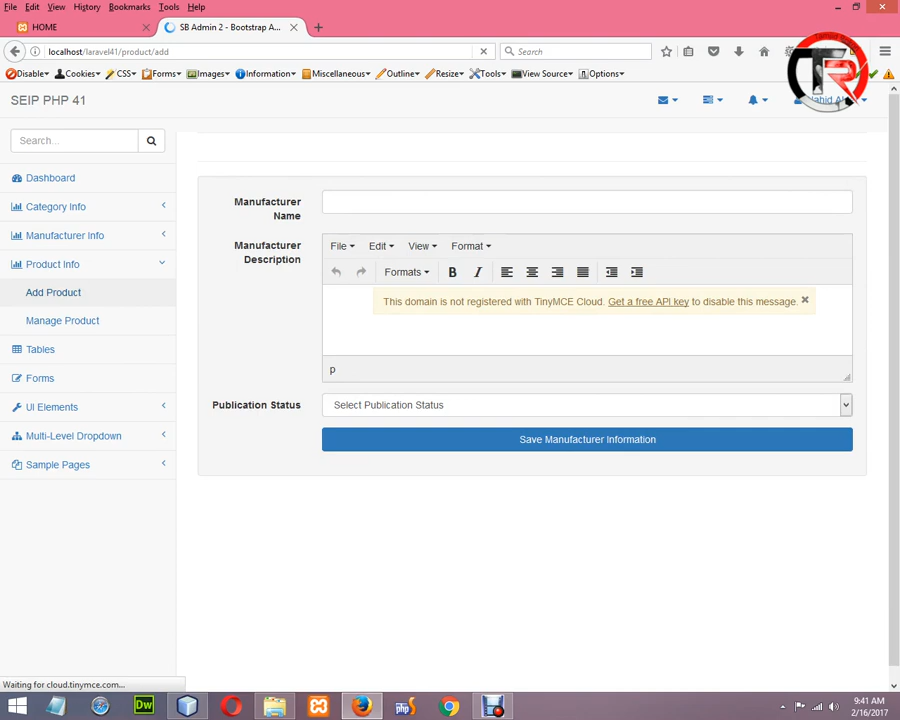 File Edit View History Bookmarks Tools Help
HOME
SB Admin 2 - Bootstrap A...
localhost/laravel41/product/add
Search
Disable Cookies CSS Forms Images Information Miscellaneous Outline Resize Tools View Source Options
SEIP PHP 41
Search...
Dashboard
Category Info
Manufacturer Info
Product Info
Add Product
Manage Product
Tables
Forms
UI Elements
Multi-Level Dropdown
Sample Pages
Manufacturer
Name
Manufacturer
Description
File Edit View Format
Formats B I
This domain is not registered with TinyMCE Cloud. Get a free API key to disable this message.
p
Publication Status
Select Publication Status
Save Manufacturer Information
Waiting for cloud.tinymce.com...
Dw
php
9:41 AM
2/16/2017